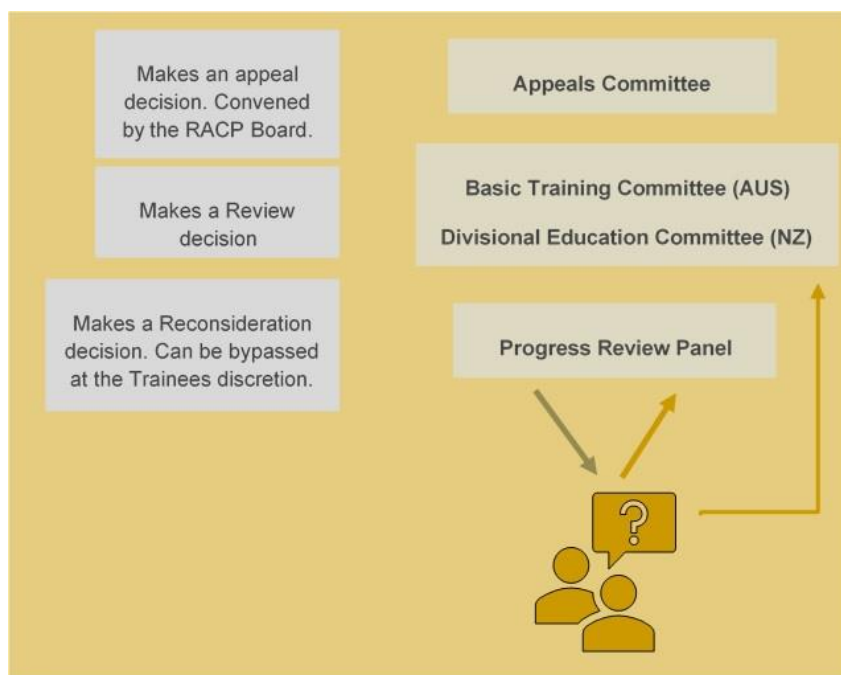 Makes an appeal
decision. Convened
by the RACP Board.
Appeals Committee
Makes a Review
decision
Basic Training Committee (AUS)
Divisional Education Committee (NZ)
Makes a Reconsideration
decision. Can be bypassed
at the Trainees discretion.
Progress Review Panel
?